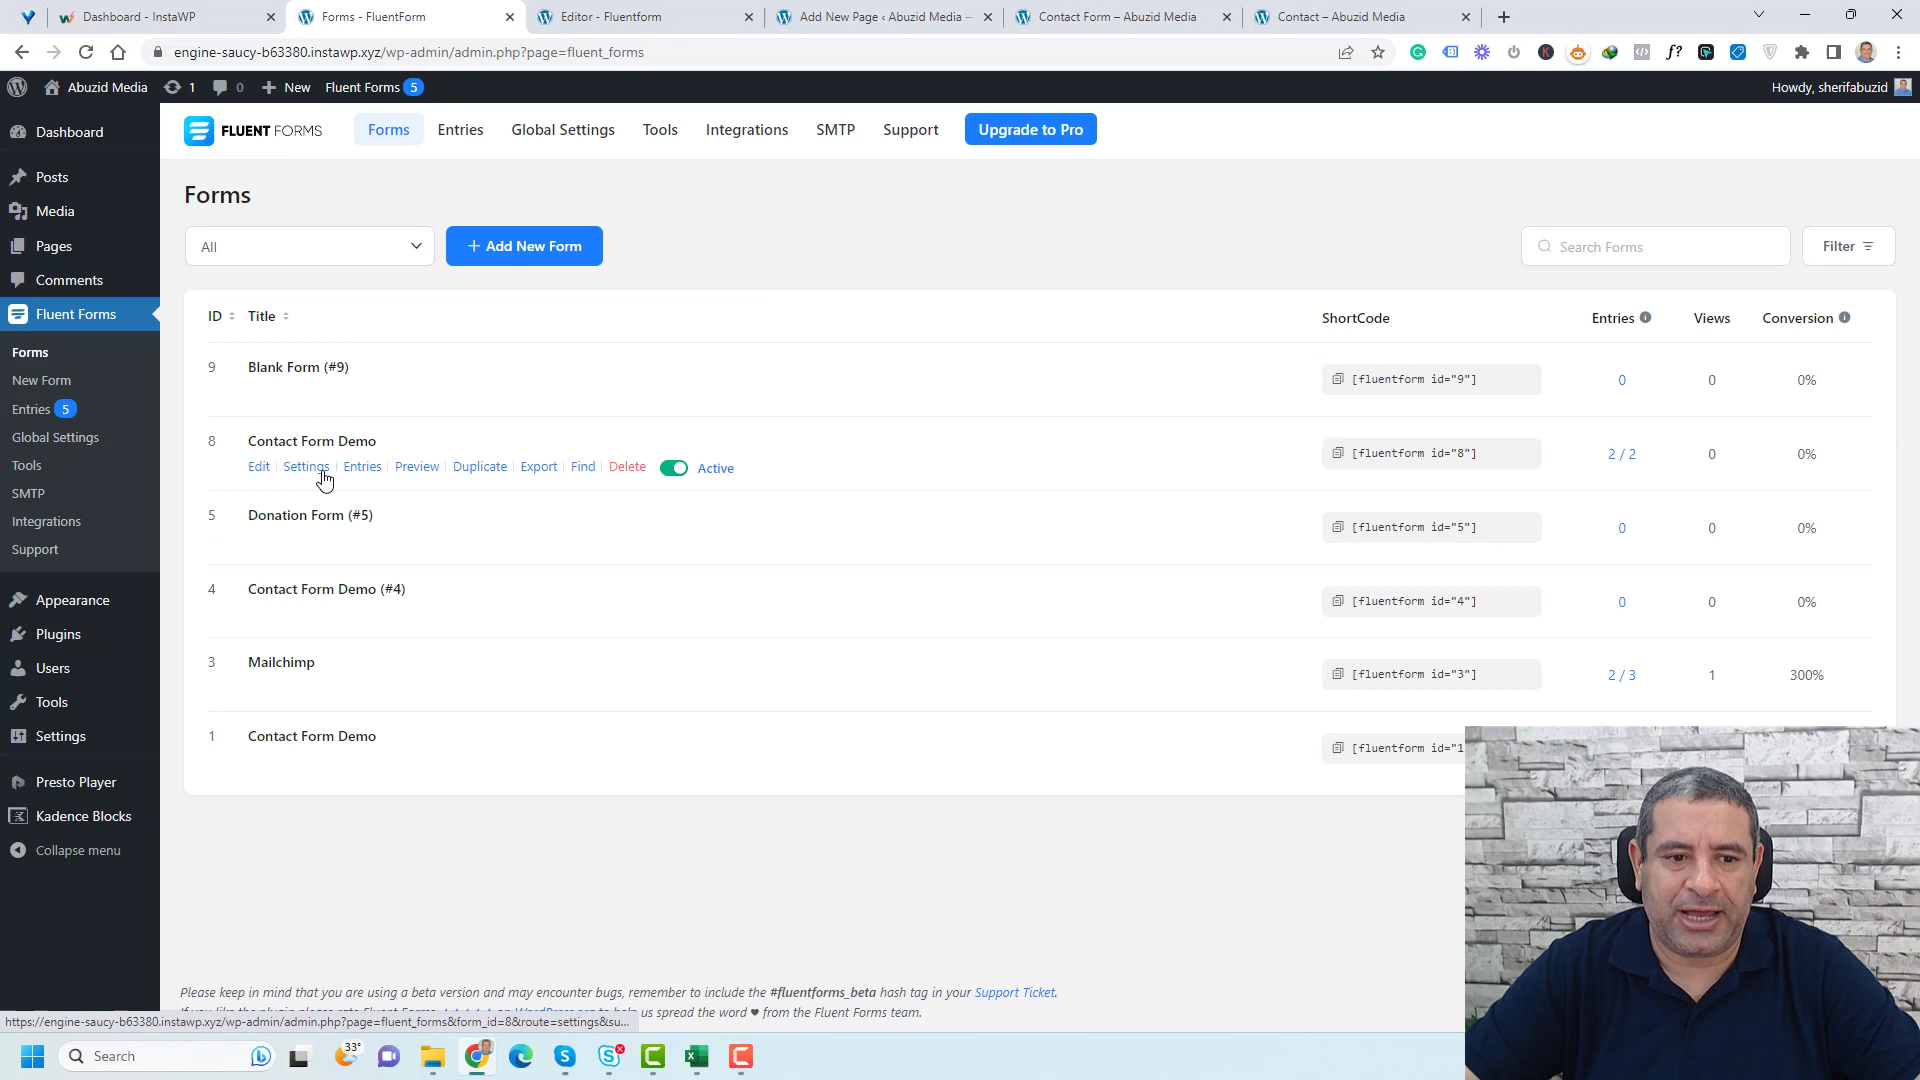 Dashboard - InstaWP
Forms - FluentForm
Editor - Fluentform
Add New Page ‹ Abuzid Media —
Contact Form – Abuzid Media
Contact – Abuzid Media
engine-saucy-b63380.instawp.xyz/wp-admin/admin.php?page=fluent_forms
Abuzid Media
1
0
New
Fluent Forms 5
Howdy, sherifabuzid
Dashboard
Posts
Media
Pages
Comments
Fluent Forms
Forms
New Form
Entries 5
Global Settings
Tools
SMTP
Integrations
Support
Appearance
Plugins
Users
Tools
Settings
Presto Player
Kadence Blocks
Collapse menu
FLUENT FORMS
Forms
Entries
Global Settings
Tools
Integrations
SMTP
Support
Upgrade to Pro
Forms
All
+ Add New Form
Search Forms
Filter
ID Title ShortCode Entries Views Conversion
9 Blank Form (#9) [fluentform id="9"] 0 0 0%
8 Contact Form Demo [fluentform id="8"] 2 / 2 0 0%
Edit | Settings | Entries | Preview | Duplicate | Export | Find | Delete Active
5 Donation Form (#5) [fluentform id="5"] 0 0 0%
4 Contact Form Demo (#4) [fluentform id="4"] 0 0 0%
3 Mailchimp [fluentform id="3"] 2 / 3 1 300%
1 Contact Form Demo [fluentform id="1
Please keep in mind that you are using a beta version and may encounter bugs, remember to include the #fluentforms_beta hash tag in your Support Ticket.
us spread the word ♥ from the Fluent Forms team.
https://engine-saucy-b63380.instawp.xyz/wp-admin/admin.php?page=fluent_forms&form_id=8&route=settings&su...
Search
33°